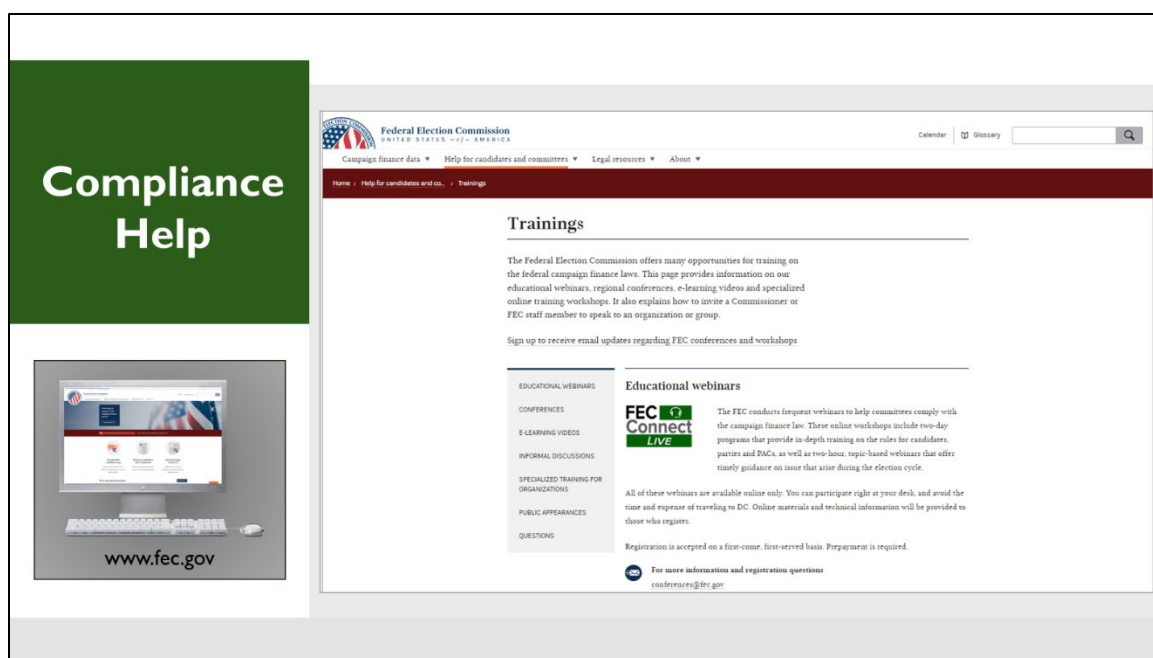 Compliance
Help
www.fec.gov
Federal Election Commission
UNITED STATES of AMERICA
Calendar
Glossary
Campaign finance data
Help for candidates and committees
Legal resources
About
Home › Help for candidates and co... › Trainings
Trainings
The Federal Election Commission offers many opportunities for training on
the federal campaign finance laws. This page provides information on our
educational webinars, regional conferences, e-learning videos and specialized
online training workshops. It also explains how to invite a Commissioner or
FEC staff member to speak to an organization or group.
Sign up to receive email updates regarding FEC conferences and workshops
EDUCATIONAL WEBINARS
CONFERENCES
E-LEARNING VIDEOS
INFORMAL DISCUSSIONS
SPECIALIZED TRAINING FOR
ORGANIZATIONS
PUBLIC APPEARANCES
QUESTIONS
Educational webinars
FEC
Connect
LIVE
The FEC conducts frequent webinars to help committees comply with
the campaign finance law. These online workshops include two-day
programs that provide in-depth training on the rules for candidates,
parties and PACs, as well as two-hour, topic-based webinars that offer
timely guidance on issue that arise during the election cycle.
All of these webinars are available online only. You can participate right at your desk, and avoid the
time and expense of traveling to DC. Online materials and technical information will be provided to
those who register.
Registration is accepted on a first-come, first-served basis. Prepayment is required.
For more information and registration questions
conferences@fec.gov